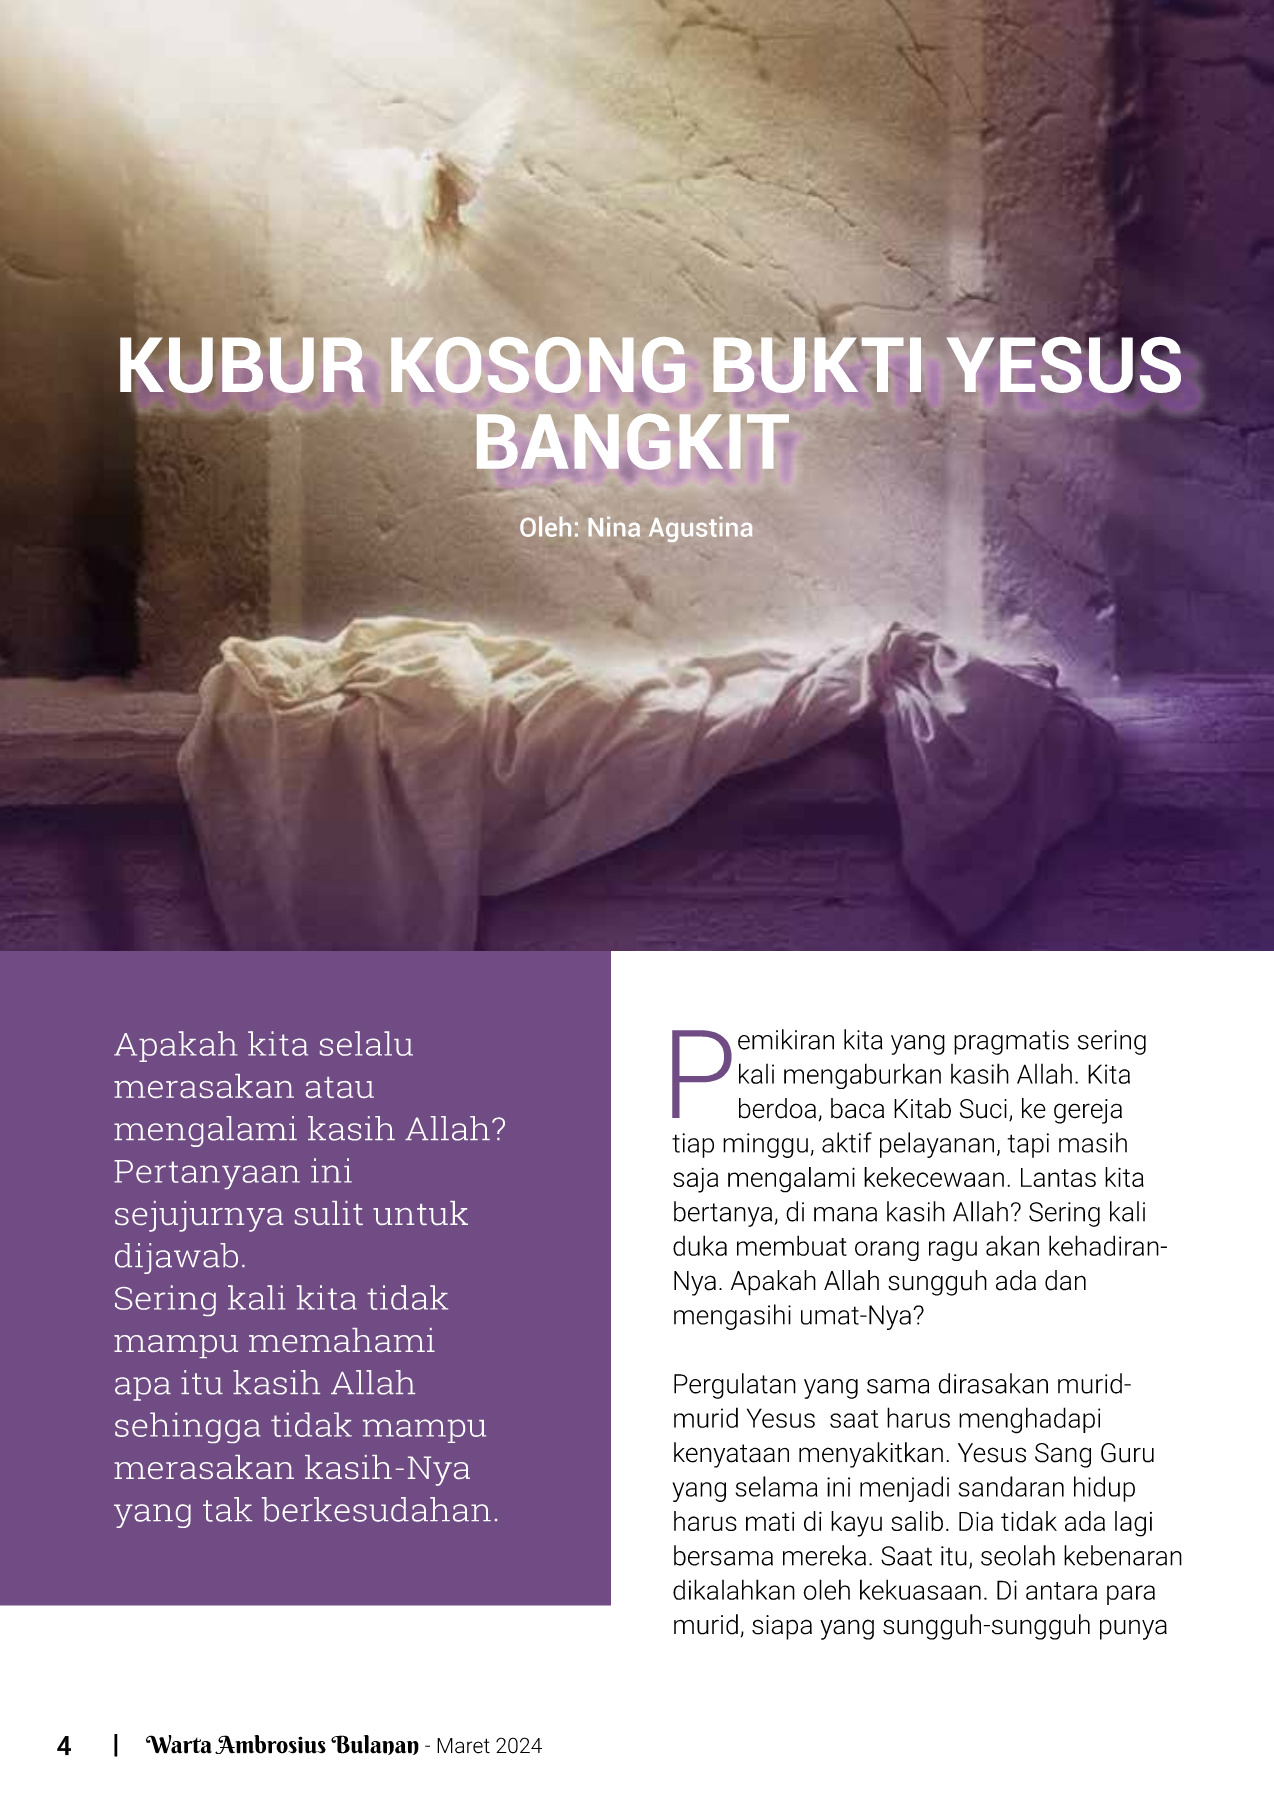 KUBUR KOSONG BUKTI YESUS
BANGKIT
Oleh: Nina Agustina
Apakah kita selalu
merasakan atau
mengalami kasih Allah?
Pertanyaan ini
sejujurnya sulit untuk
dijawab.
Sering kali kita tidak
mampu memahami
apa itu kasih Allah
sehingga tidak mampu
merasakan kasih-Nya
yang tak berkesudahan.
Pemikiran kita yang pragmatis sering
kali mengaburkan kasih Allah. Kita
berdoa, baca Kitab Suci, ke gereja
tiap minggu, aktif pelayanan, tapi masih
saja mengalami kekecewaan. Lantas kita
bertanya, di mana kasih Allah? Sering kali
duka membuat orang ragu akan kehadiran-
Nya. Apakah Allah sungguh ada dan
mengasihi umat-Nya?
Pergulatan yang sama dirasakan murid-
murid Yesus  saat harus menghadapi
kenyataan menyakitkan. Yesus Sang Guru
yang selama ini menjadi sandaran hidup
harus mati di kayu salib. Dia tidak ada lagi
bersama mereka. Saat itu, seolah kebenaran
dikalahkan oleh kekuasaan. Di antara para
murid, siapa yang sungguh-sungguh punya
4 | Warta Ambrosius Bulanan - Maret 2024